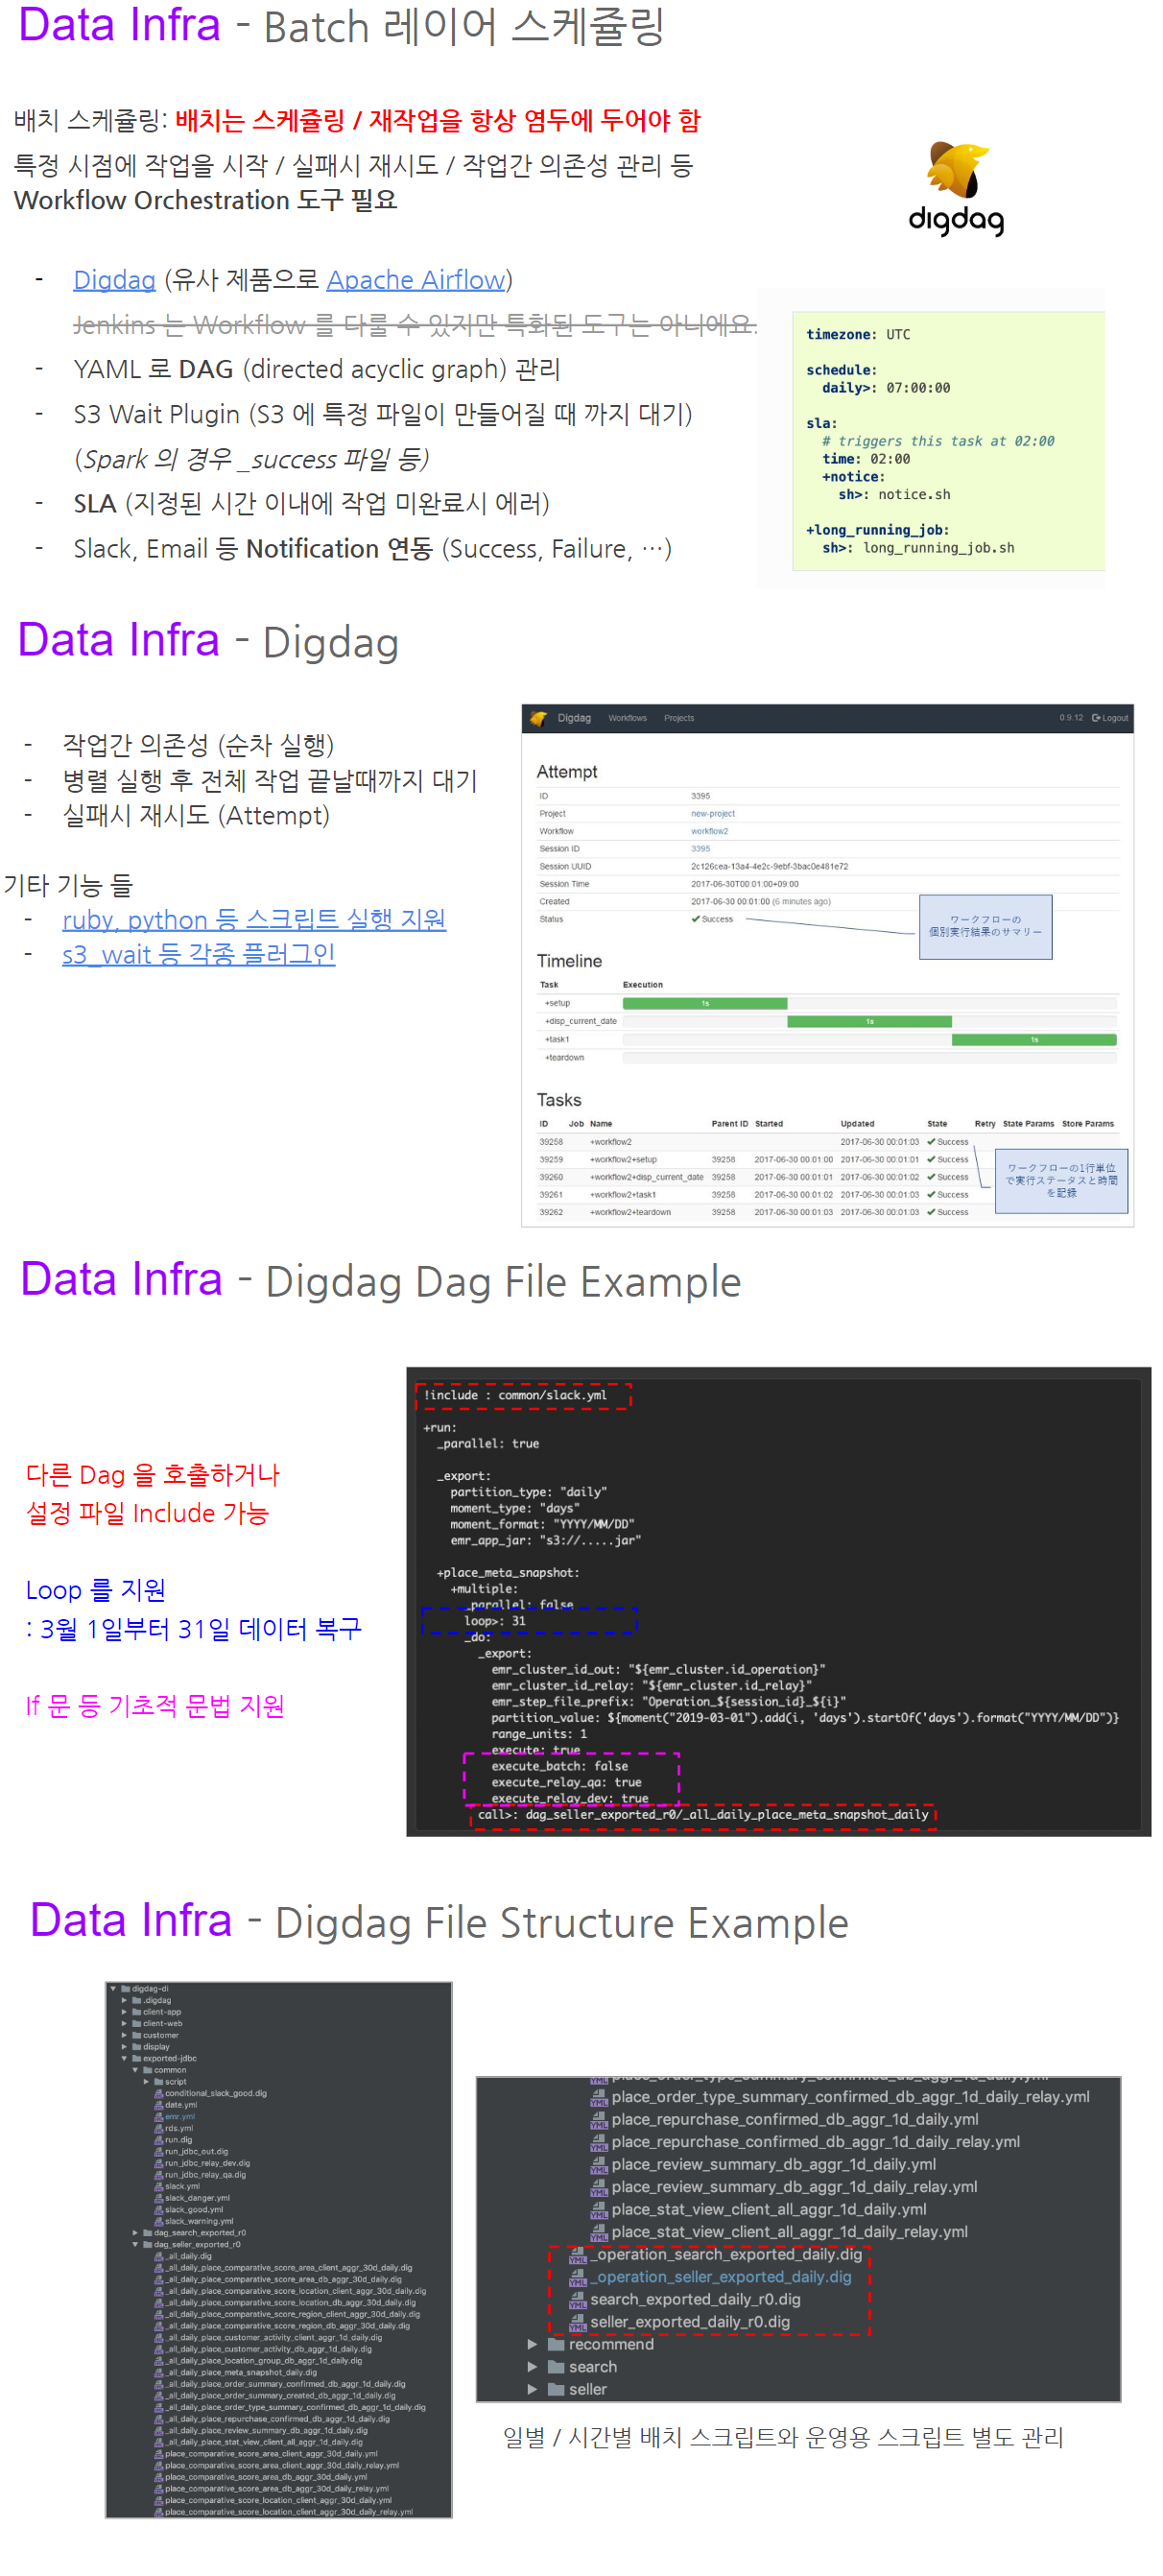 Data Infra - Batch 레이어 스케쥴링
배치 스케쥴링: 배치는 스케쥴링 / 재작업을 항상 염두에 두어야 함
특정 시점에 작업을 시작 / 실패시 재시도 / 작업간 의존성 관리 등
Workflow Orchestration 도구 필요
digdag
- Digdag (유사 제품으로 Apache Airflow)
Jenkins 는 Workflow 를 다룰 수 있지만 특화된 도구는 아니에요.
- YAML 로 DAG (directed acyclic graph) 관리
- S3 Wait Plugin (S3 에 특정 파일이 만들어질 때 까지 대기)
(Spark 의 경우 _success 파일 등)
- SLA (지정된 시간 이내에 작업 미완료시 에러)
- Slack, Email 등 Notification 연동 (Success, Failure, …)
timezone: UTC
schedule:
daily>: 07:00:00
sla:
# triggers this task at 02:00
time: 02:00
+notice:
sh>: notice.sh
+long_running_job:
sh>: long_running_job.sh
Data Infra - Digdag
- 작업간 의존성 (순차 실행)
- 병렬 실행 후 전체 작업 끝날때까지 대기
- 실패시 재시도 (Attempt)
기타 기능 들
- ruby, python 등 스크립트 실행 지원
- s3_wait 등 각종 플러그인
Digdag Workflows Projects 0.9.12 Logout
Attempt
ID 3395
Project new-project
Workflow workflow2
Session ID 3395
Session UUID 2c126cea-13a4-4e2c-9ebf-3bac0e481e72
Session Time 2017-06-30T00:01:00+09:00
Created 2017-06-30 00:01:00 (6 minutes ago)
Status Success
ワークフローの
個別実行結果のサマリー
Timeline
Task Execution
+setup 1s
+disp_current_date 1s
+task1 1s
+teardown
Tasks
ID Job Name Parent ID Started Updated State Retry State Params Store Params
39258 +workflow2 2017-06-30 00:01:03 Success
39259 +workflow2+setup 39258 2017-06-30 00:01:00 2017-06-30 00:01:01 Success
39260 +workflow2+disp_current_date 39258 2017-06-30 00:01:01 2017-06-30 00:01:02 Success
39261 +workflow2+task1 39258 2017-06-30 00:01:02 2017-06-30 00:01:03 Success
39262 +workflow2+teardown 39258 2017-06-30 00:01:03 2017-06-30 00:01:03 Success
ワークフローの1行単位
で実行ステータスと時間
を記録
Data Infra - Digdag Dag File Example
다른 Dag 을 호출하거나
설정 파일 Include 가능
Loop 를 지원
: 3월 1일부터 31일 데이터 복구
If 문 등 기초적 문법 지원
!include : common/slack.yml
+run:
_parallel: true
_export:
partition_type: "daily"
moment_type: "days"
moment_format: "YYYY/MM/DD"
emr_app_jar: "s3://.....jar"
+place_meta_snapshot:
+multiple:
_parallel: false
loop>: 31
_do:
_export:
emr_cluster_id_out: "${emr_cluster.id_operation}"
emr_cluster_id_relay: "${emr_cluster.id_relay}"
emr_step_file_prefix: "Operation_${session_id}_${i}"
partition_value: ${moment("2019-03-01").add(i, 'days').startOf('days').format("YYYY/MM/DD")}
range_units: 1
execute: true
execute_batch: false
execute_relay_qa: true
execute_relay_dev: true
call>: dag_seller_exported_r0/_all_daily_place_meta_snapshot_daily
Data Infra - Digdag File Structure Example
digdag-di
.digdag
client-app
client-web
customer
display
exported-jdbc
common
script
conditional_slack_good.dig
date.yml
emr.yml
rds.yml
run.dig
run_jdbc_out.dig
run_jdbc_relay_dev.dig
run_jdbc_relay_qa.dig
slack.yml
slack_danger.yml
slack_good.yml
slack_warning.yml
dag_search_exported_r0
dag_seller_exported_r0
_all_daily.dig
_all_daily_place_comparative_score_area_client_aggr_30d_daily.dig
_all_daily_place_comparative_score_area_db_aggr_30d_daily.dig
_all_daily_place_comparative_score_location_client_aggr_30d_daily.dig
_all_daily_place_comparative_score_location_db_aggr_30d_daily.dig
_all_daily_place_comparative_score_region_client_aggr_30d_daily.dig
_all_daily_place_comparative_score_region_db_aggr_30d_daily.dig
_all_daily_place_customer_activity_client_aggr_1d_daily.dig
_all_daily_place_customer_activity_db_aggr_1d_daily.dig
_all_daily_place_location_group_db_aggr_1d_daily.dig
_all_daily_place_meta_snapshot_daily.dig
_all_daily_place_order_summary_confirmed_db_aggr_1d_daily.dig
_all_daily_place_order_summary_created_db_aggr_1d_daily.dig
_all_daily_place_order_type_summary_confirmed_db_aggr_1d_daily.dig
_all_daily_place_repurchase_confirmed_db_aggr_1d_daily.dig
_all_daily_place_review_summary_db_aggr_1d_daily.dig
_all_daily_place_stat_view_client_all_aggr_1d_daily.dig
place_comparative_score_area_client_aggr_30d_daily.yml
place_comparative_score_area_client_aggr_30d_daily_relay.yml
place_comparative_score_area_db_aggr_30d_daily.yml
place_comparative_score_area_db_aggr_30d_daily_relay.yml
place_comparative_score_location_client_aggr_30d_daily.yml
place_comparative_score_location_client_aggr_30d_daily_relay.yml
place_order_type_summary_confirmed_db_aggr_1d_daily.yml
place_order_type_summary_confirmed_db_aggr_1d_daily_relay.yml
place_repurchase_confirmed_db_aggr_1d_daily.yml
place_repurchase_confirmed_db_aggr_1d_daily_relay.yml
place_review_summary_db_aggr_1d_daily.yml
place_review_summary_db_aggr_1d_daily_relay.yml
place_stat_view_client_all_aggr_1d_daily.yml
place_stat_view_client_all_aggr_1d_daily_relay.yml
_operation_search_exported_daily.dig
_operation_seller_exported_daily.dig
search_exported_daily_r0.dig
seller_exported_daily_r0.dig
recommend
search
seller
일별 / 시간별 배치 스크립트와 운영용 스크립트 별도 관리